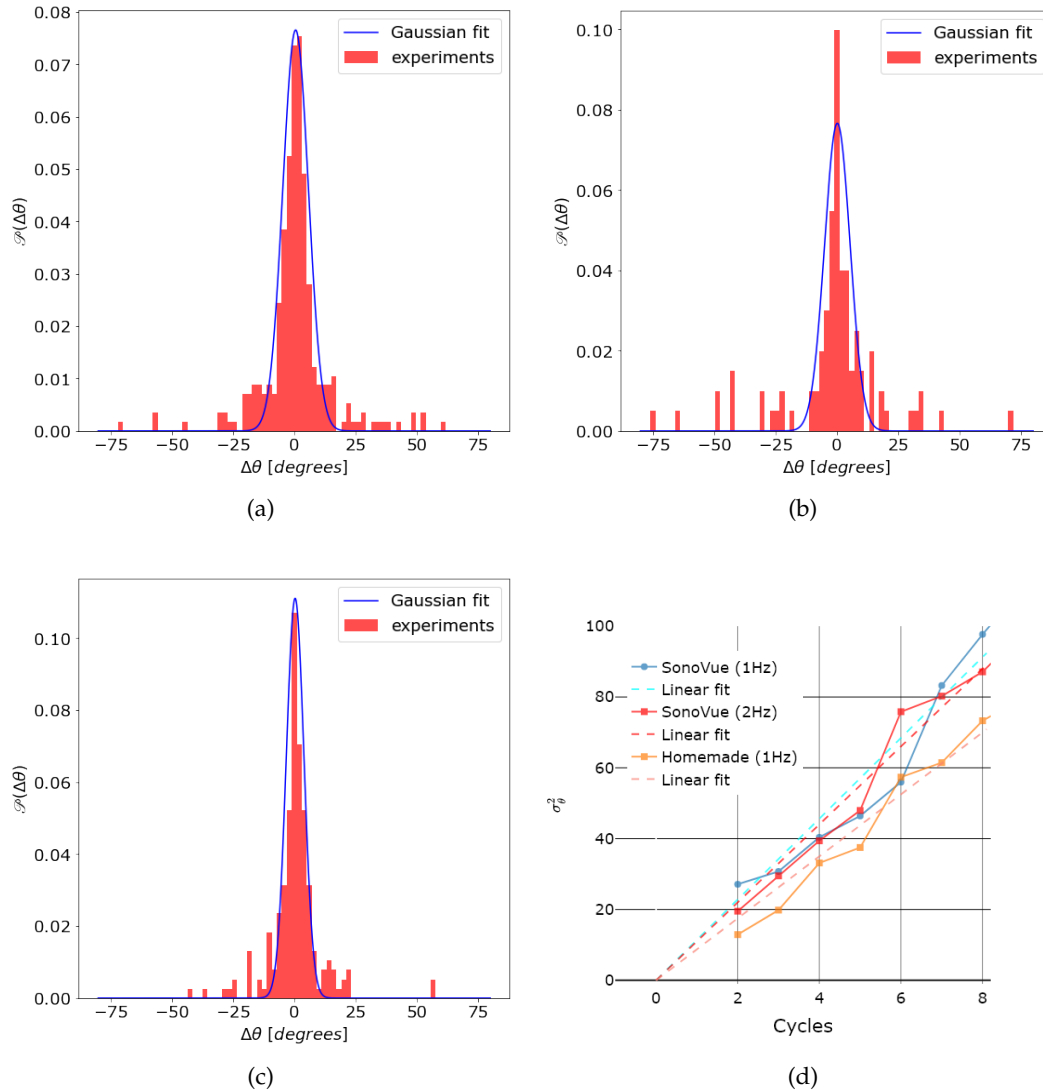 0.08
0.07
0.06
0.05
0.04
0.03
0.02
0.01
0.00
𝒫(Δθ)
Gaussian fit
experiments
−75 −50 −25 0 25 50 75
Δθ [degrees]
(a)
0.10
0.08
0.06
0.04
0.02
0.00
𝒫(Δθ)
Gaussian fit
experiments
−75 −50 −25 0 25 50 75
Δθ [degrees]
(b)
0.10
0.08
0.06
0.04
0.02
0.00
𝒫(Δθ)
Gaussian fit
experiments
−75 −50 −25 0 25 50 75
Δθ [degrees]
(c)
100
80
60
40
20
0
σ²_θ
SonoVue (1Hz)
Linear fit
SonoVue (2Hz)
Linear fit
Homemade (1Hz)
Linear fit
0 2 4 6 8
Cycles
(d)